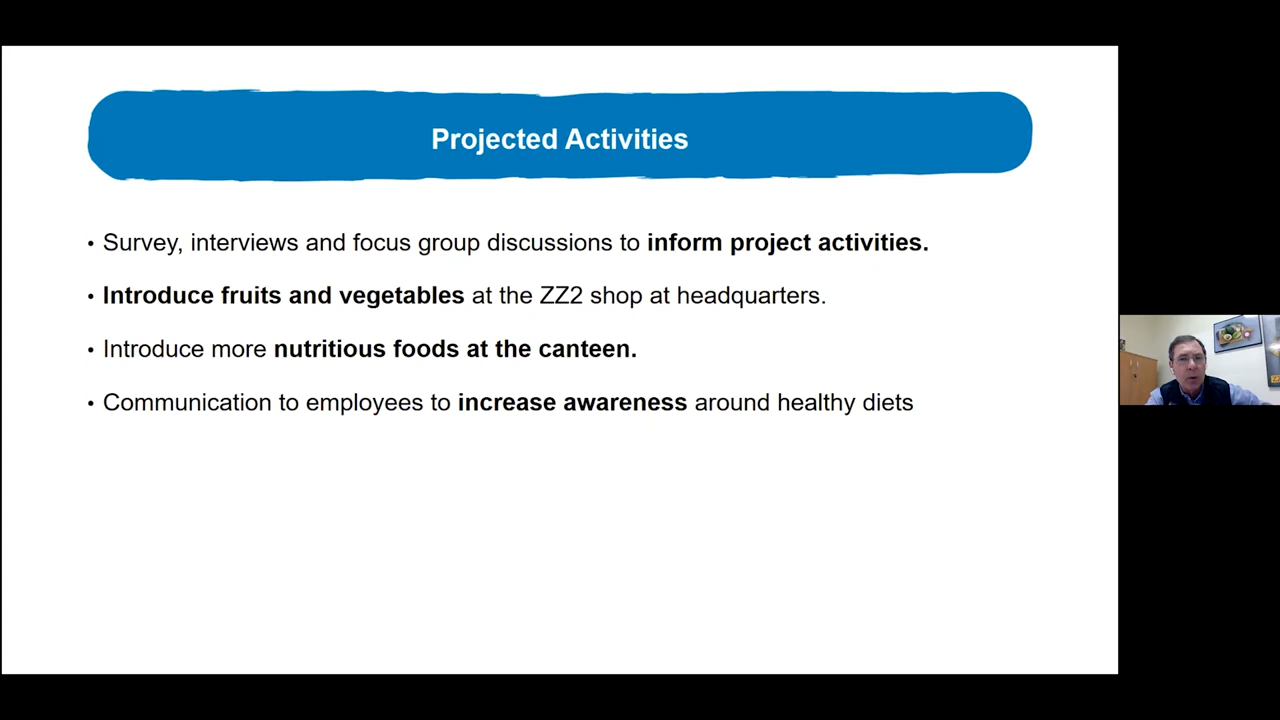 Projected Activities
• Survey, interviews and focus group discussions to inform project activities.
• Introduce fruits and vegetables at the ZZ2 shop at headquarters.
• Introduce more nutritious foods at the canteen.
• Communication to employees to increase awareness around healthy diets